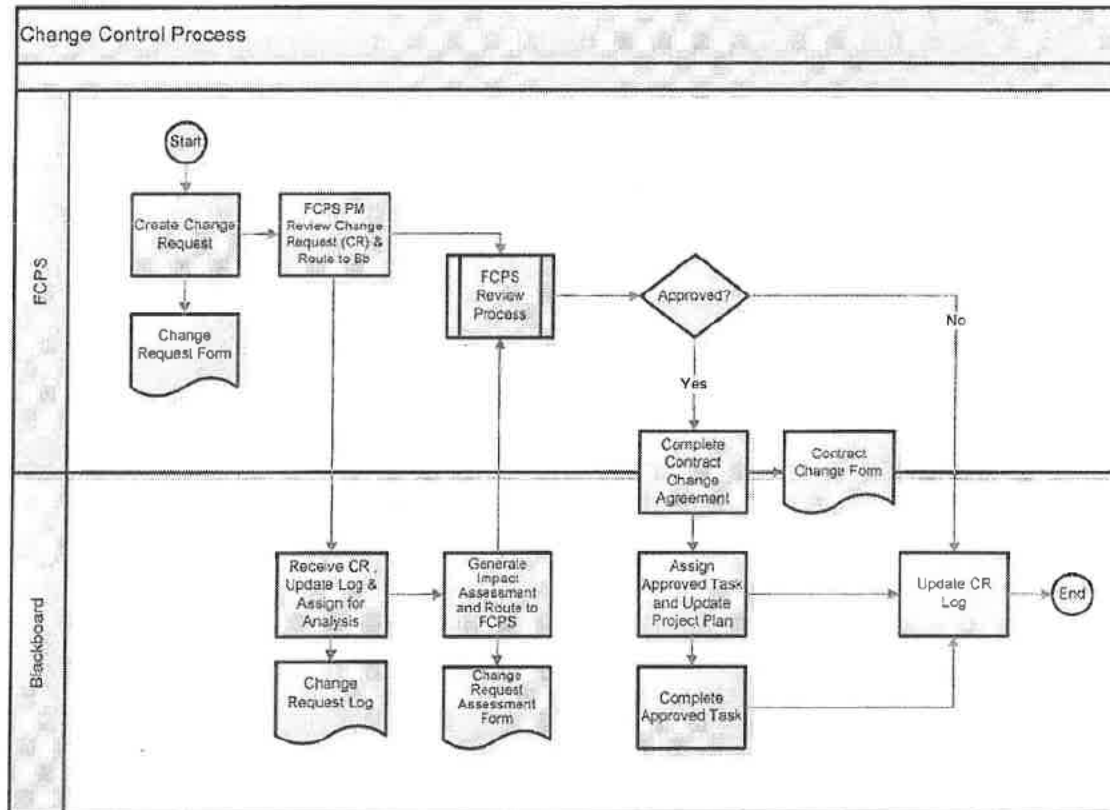 Change Control Process
FCPS
Start
Create Change
Request
FCPS PM
Review Change
Request (CR) &
Route to Bb
Change
Request Form
FCPS
Review
Process
Approved?
No
Yes
Complete
Contract
Change
Agreement
Contract
Change Form
Blackboard
Receive CR ,
Update Log &
Assign for
Analysis
Generate
Impact
Assessment
and Route to
FCPS
Assign
Approved Task
and Update
Project Plan
Update CR
Log
End
Change
Request Log
Change
Request
Assessment
Form
Complete
Approved Task